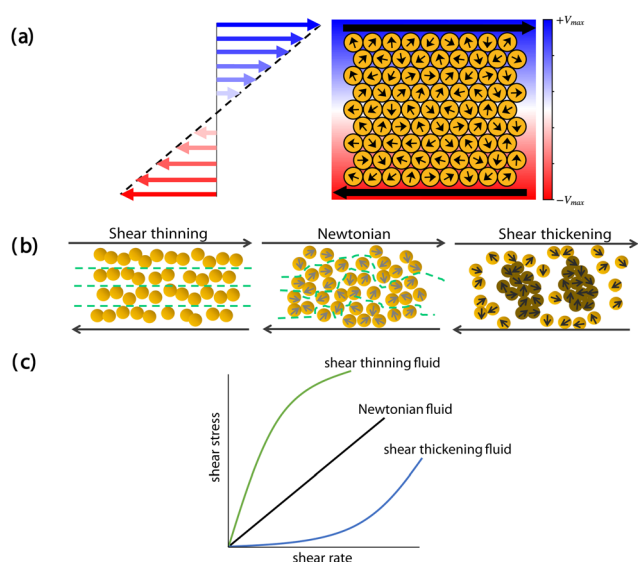 (a)
+V_max
−V_max
(b)
Shear thinning
Newtonian
Shear thickening
(c)
shear thinning fluid
Newtonian fluid
shear thickening fluid
shear stress
shear rate